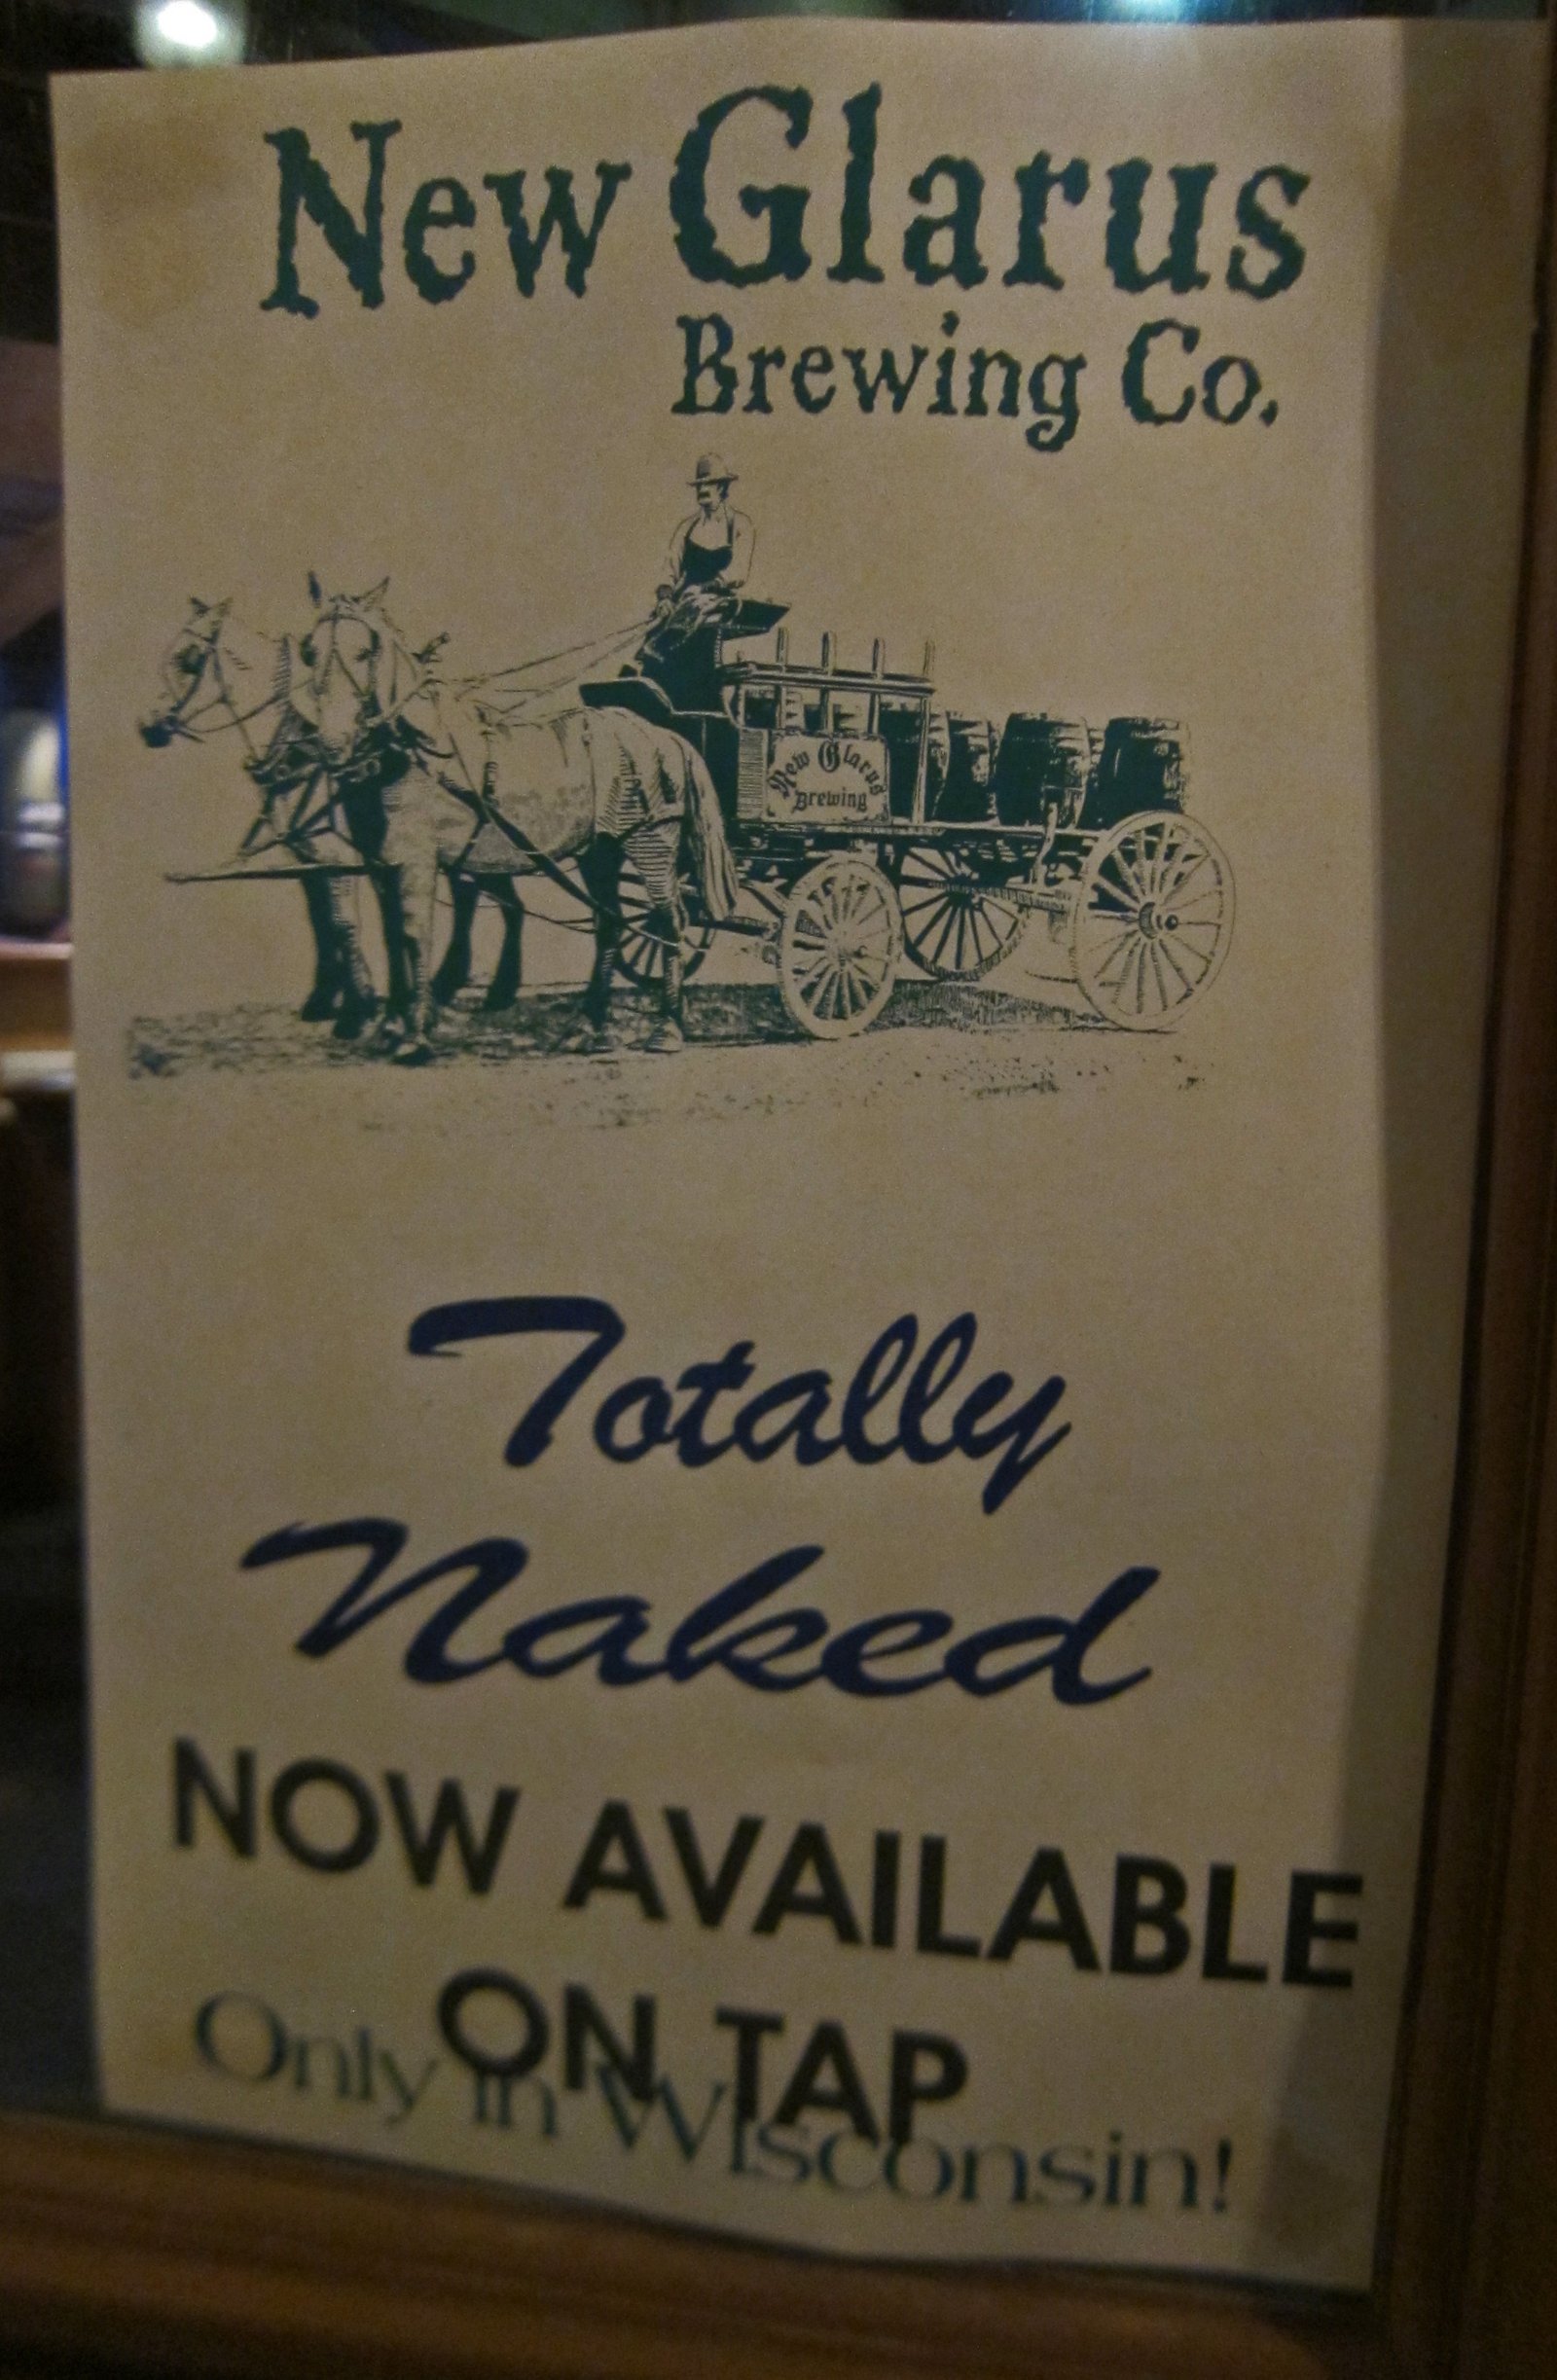 New Glarus
Brewing Co.
New Glarus
Brewing
Totally
Naked
NOW AVAILABLE
ON TAP
Only in Wisconsin!